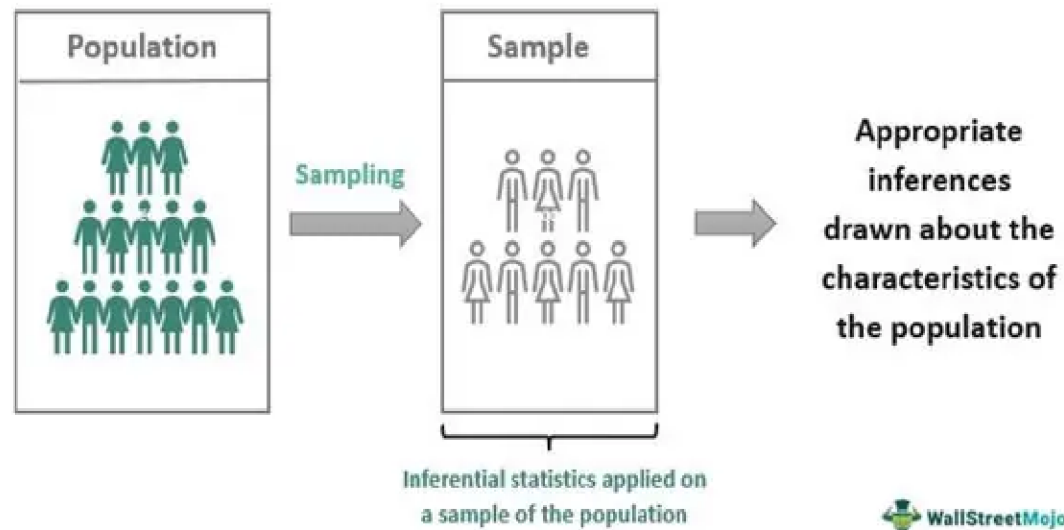 Population
Sample
Sampling
Appropriate
inferences
drawn about the
characteristics of
the population
Inferential statistics applied on
a sample of the population
WallStreetMojo